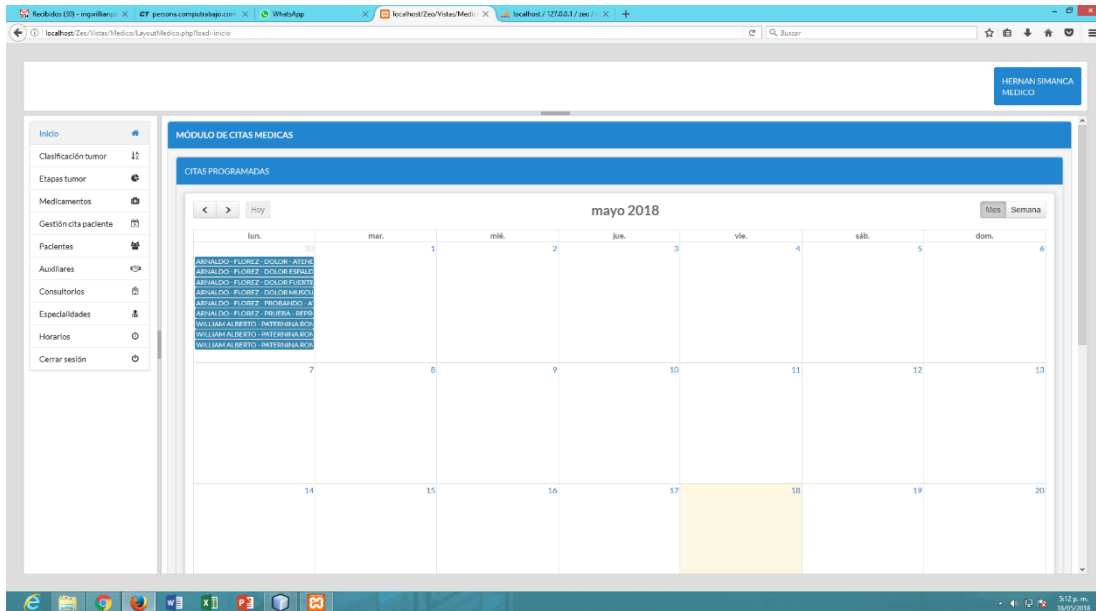 Recibidos (30) - ingwillianp
CT persona.computrabajo.com
WhatsApp
localhost/Zeo/Vistas/Medic
localhost / 127.0.0.1 / zeo /
localhost/Zeo/Vistas/Medico/LayoutMedico.php?load=inicio
Buscar
HERNAN SIMANCA
MEDICO
Inicio
Clasificación tumor
Etapas tumor
Medicamentos
Gestión cita paciente
Pacientes
Auxiliares
Consultorios
Especialidades
Horarios
Cerrar sesión
MÓDULO DE CITAS MEDICAS
CITAS PROGRAMADAS
Hoy
mayo 2018
Mes Semana
lun. mar. mié. jue. vie. sáb. dom.
30 1 2 3 4 5 6
ARNALDO - FLOREZ - DOLOR - ATEND
ARNALDO - FLOREZ - DOLOR ESPALD
ARNALDO - FLOREZ - DOLOR FUERTE
ARNALDO - FLOREZ - DOLOR MUSCU
ARNALDO - FLOREZ - PROBANDO - A
ARNALDO - FLOREZ - PRUEBA - REPR
WILLIAM ALBERTO - PATERNINA ROM
WILLIAM ALBERTO - PATERNINA ROM
WILLIAM ALBERTO - PATERNINA ROM
7 8 9 10 11 12 13
14 15 16 17 18 19 20
5:12 p. m.
18/05/2018